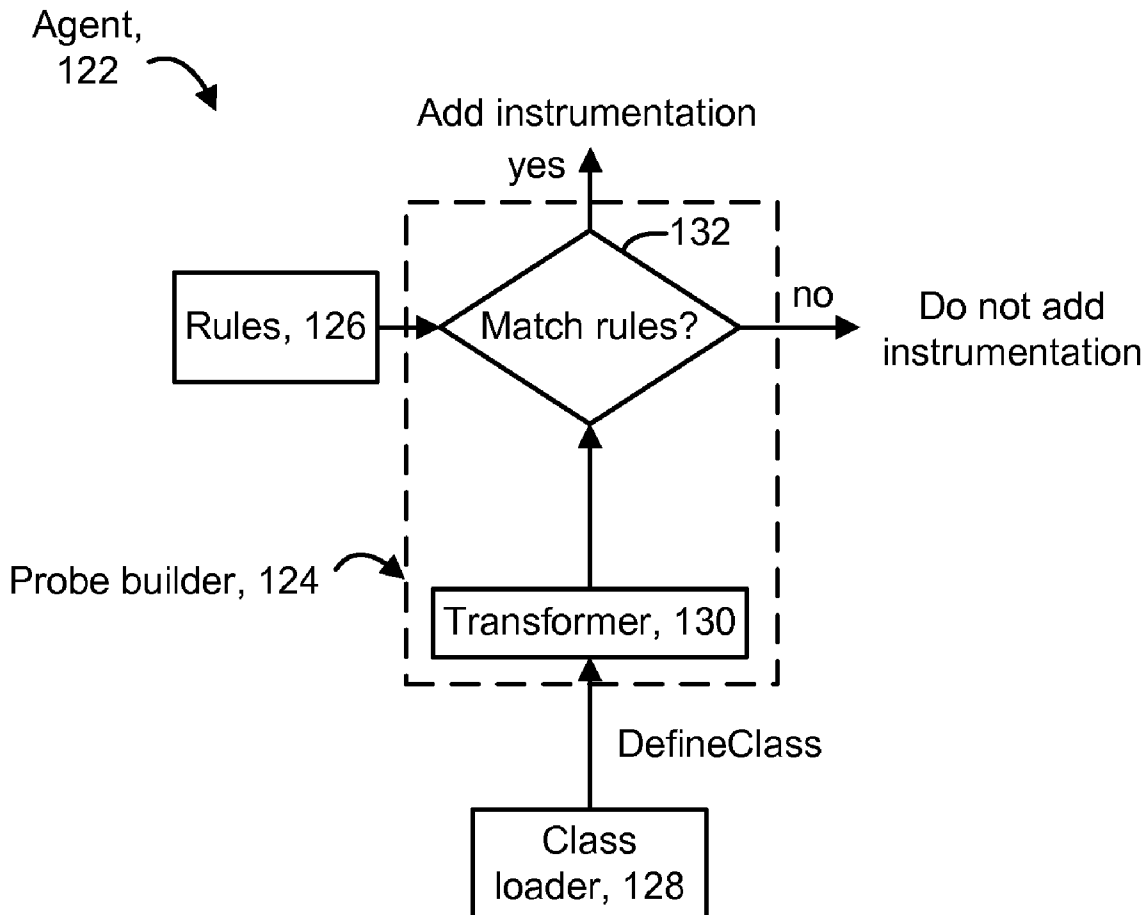 Agent,
122
Add instrumentation
yes
132
Rules, 126
Match rules?
no
Do not add
instrumentation
Probe builder, 124
Transformer, 130
DefineClass
Class
loader, 128